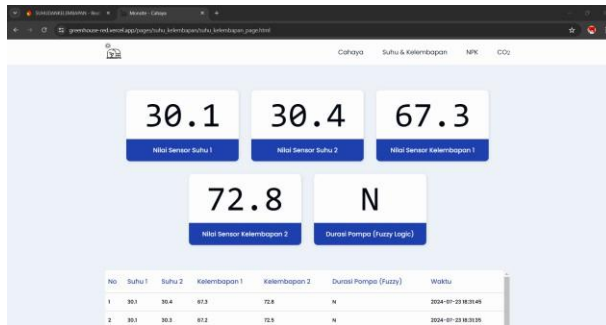 Monsite - Cahaya
greenhouze-red.vercel.app/pages/suhu_kelembapan/suhu_kelembapan_page.html
Cahaya Suhu & Kelembapan NPK CO2
30.1 30.4 67.3
Nilai Sensor Suhu 1 Nilai Sensor Suhu 2 Nilai Sensor Kelembapan 1
72.8 N
Nilai Sensor Kelembapan 2 Durasi Pompa (Fuzzy Logic)
No Suhu 1 Suhu 2 Kelembapan 1 Kelembapan 2 Durasi Pompa (Fuzzy) Waktu
1 30.1 30.4 67.3 72.8 N 2024-07-23 18:31:45
2 30.1 30.3 67.2 72.5 N 2024-07-23 18:31:35